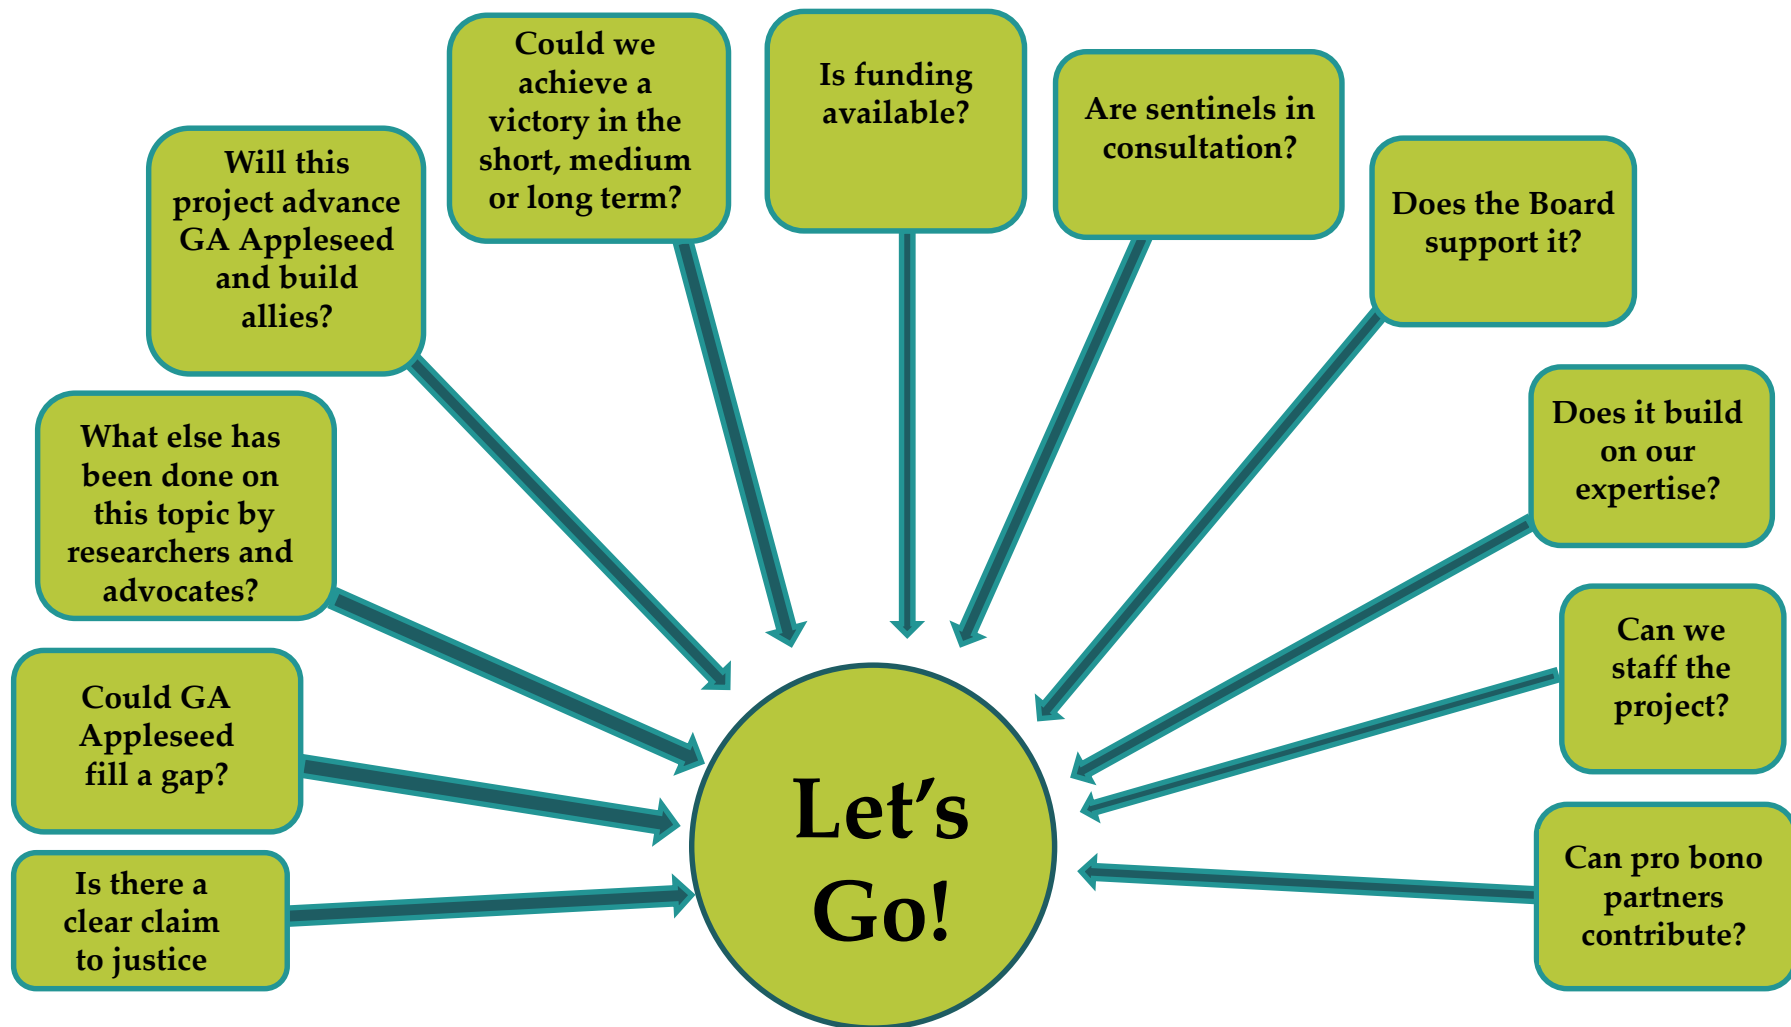 Could we
achieve a
victory in the
short, medium
or long term?
Is funding
available?
Are sentinels in
consultation?
Will this
project advance
GA Appleseed
and build
allies?
Does the Board
support it?
What else has
been done on
this topic by
researchers and
advocates?
Does it build
on our
expertise?
Could GA
Appleseed
fill a gap?
Can we
staff the
project?
Is there a
clear claim
to justice
Let’s
Go!
Can pro bono
partners
contribute?